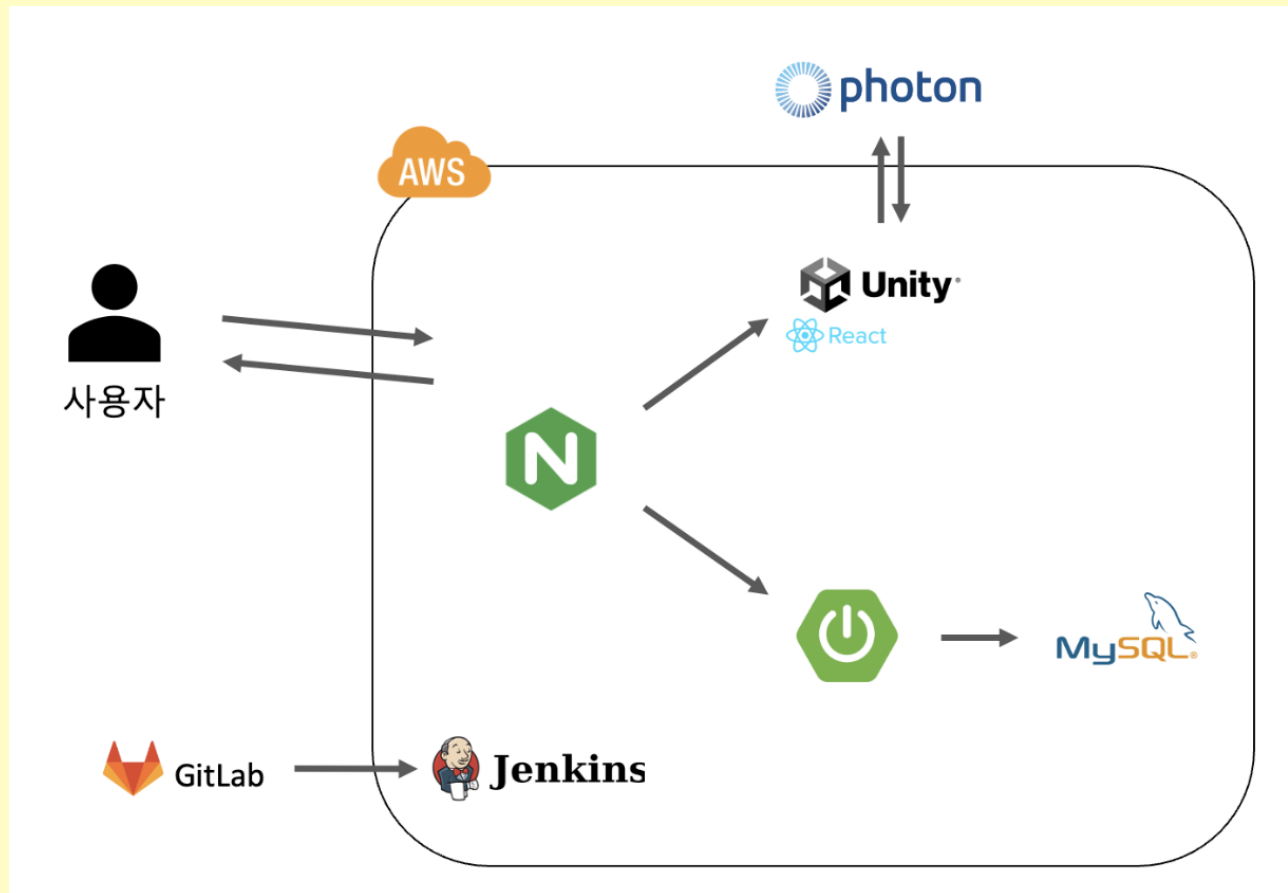 photon
AWS
Unity
React
사용자
N
MySQL®
GitLab
Jenkins